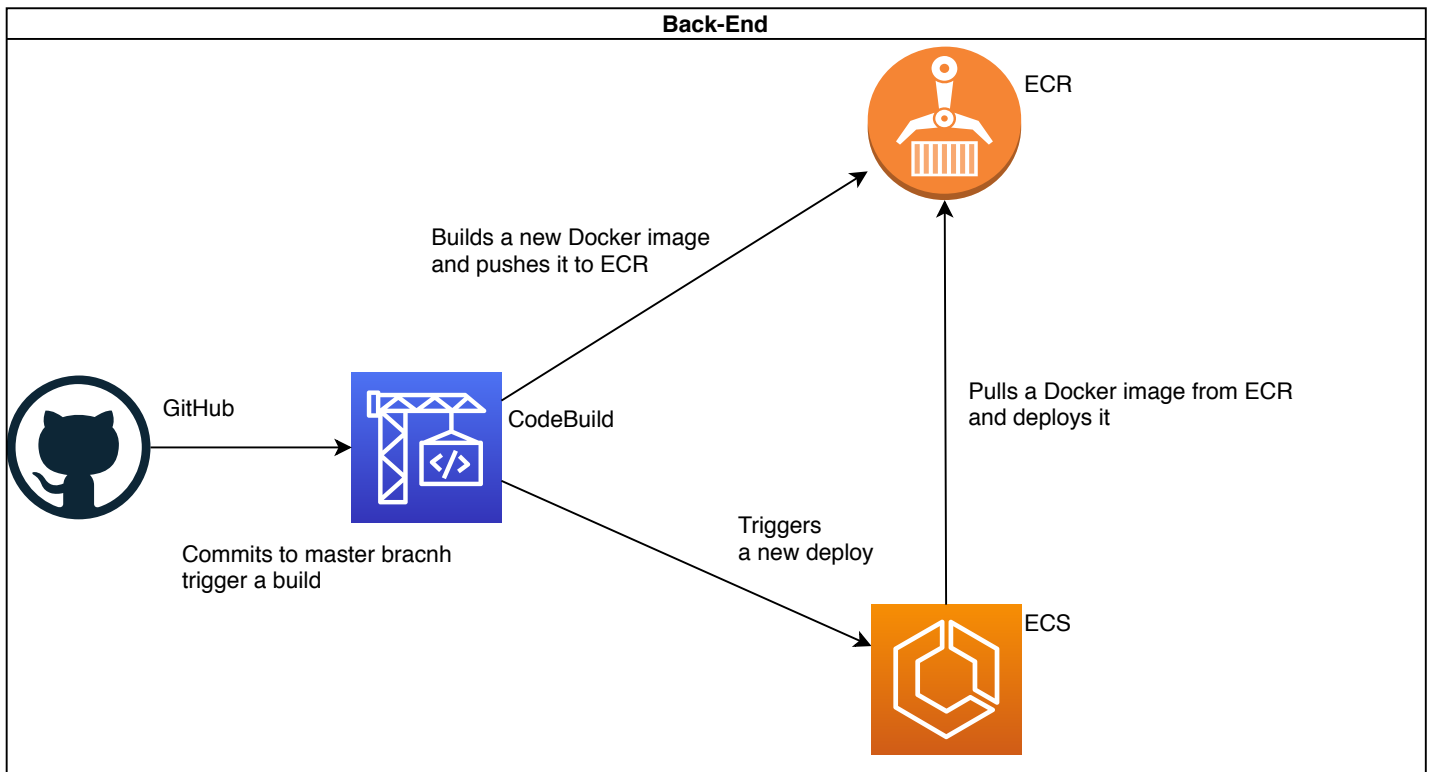 Back-End
ECR
Builds a new Docker image
and pushes it to ECR
GitHub
CodeBuild
Pulls a Docker image from ECR
and deploys it
Commits to master bracnh
trigger a build
Triggers
a new deploy
ECS